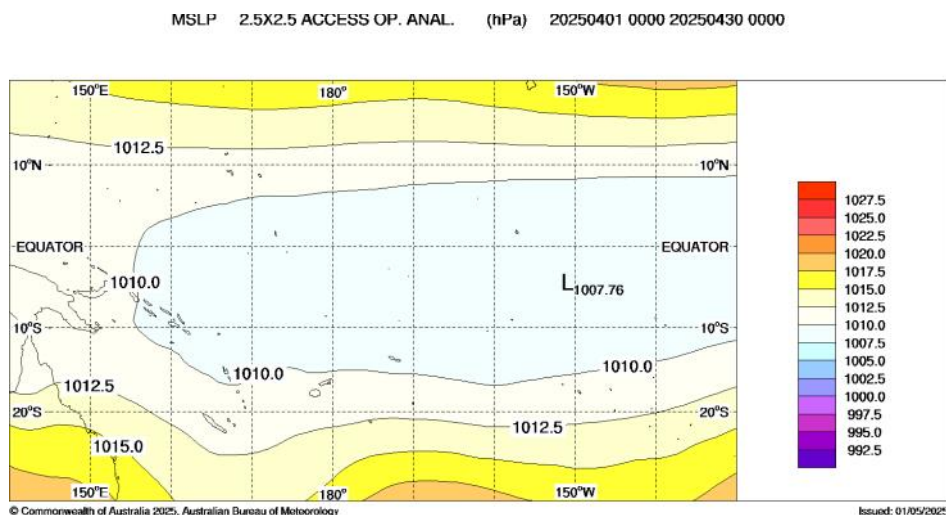 MSLP 2.5X2.5 ACCESS OP. ANAL. (hPa) 20250401 0000 20250430 0000
150°E 180° 150°W
1012.5
10°N 10°N
EQUATOR EQUATOR
1010.0
L1007.76
10°S 10°S
1010.0 1010.0
1012.5
20°S 20°S
1012.5
1015.0
150°E 180° 150°W
1027.5
1025.0
1022.5
1020.0
1017.5
1015.0
1012.5
1010.0
1007.5
1005.0
1002.5
1000.0
997.5
995.0
992.5
© Commonwealth of Australia 2025, Australian Bureau of Meteorology
Issued: 01/05/2025